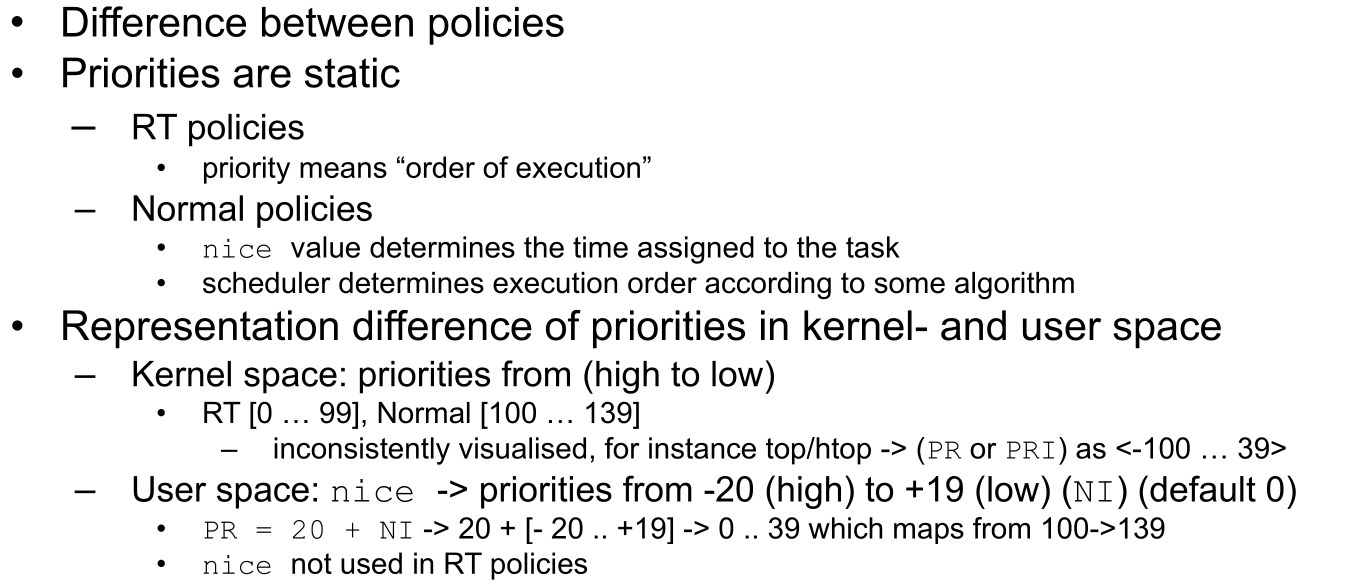 • Difference between policies
• Priorities are static
– RT policies
• priority means “order of execution”
– Normal policies
• nice value determines the time assigned to the task
• scheduler determines execution order according to some algorithm
• Representation difference of priorities in kernel- and user space
– Kernel space: priorities from (high to low)
• RT [0 … 99], Normal [100 … 139]
– inconsistently visualised, for instance top/htop -> (PR or PRI) as <-100 … 39>
– User space: nice -> priorities from -20 (high) to +19 (low) (NI) (default 0)
• PR = 20 + NI -> 20 + [- 20 .. +19] -> 0 .. 39 which maps from 100->139
• nice not used in RT policies